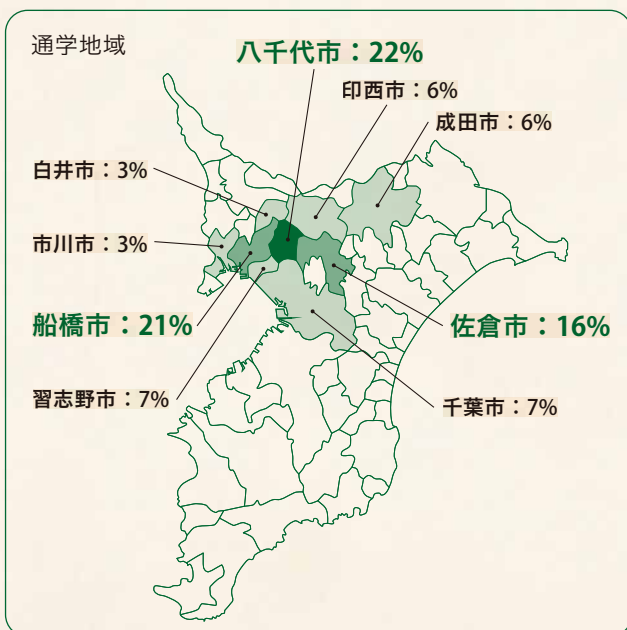 通学地域
八千代市：22%
印西市：6%
成田市：6%
白井市：3%
市川市：3%
船橋市：21%
佐倉市：16%
習志野市：7%
千葉市：7%